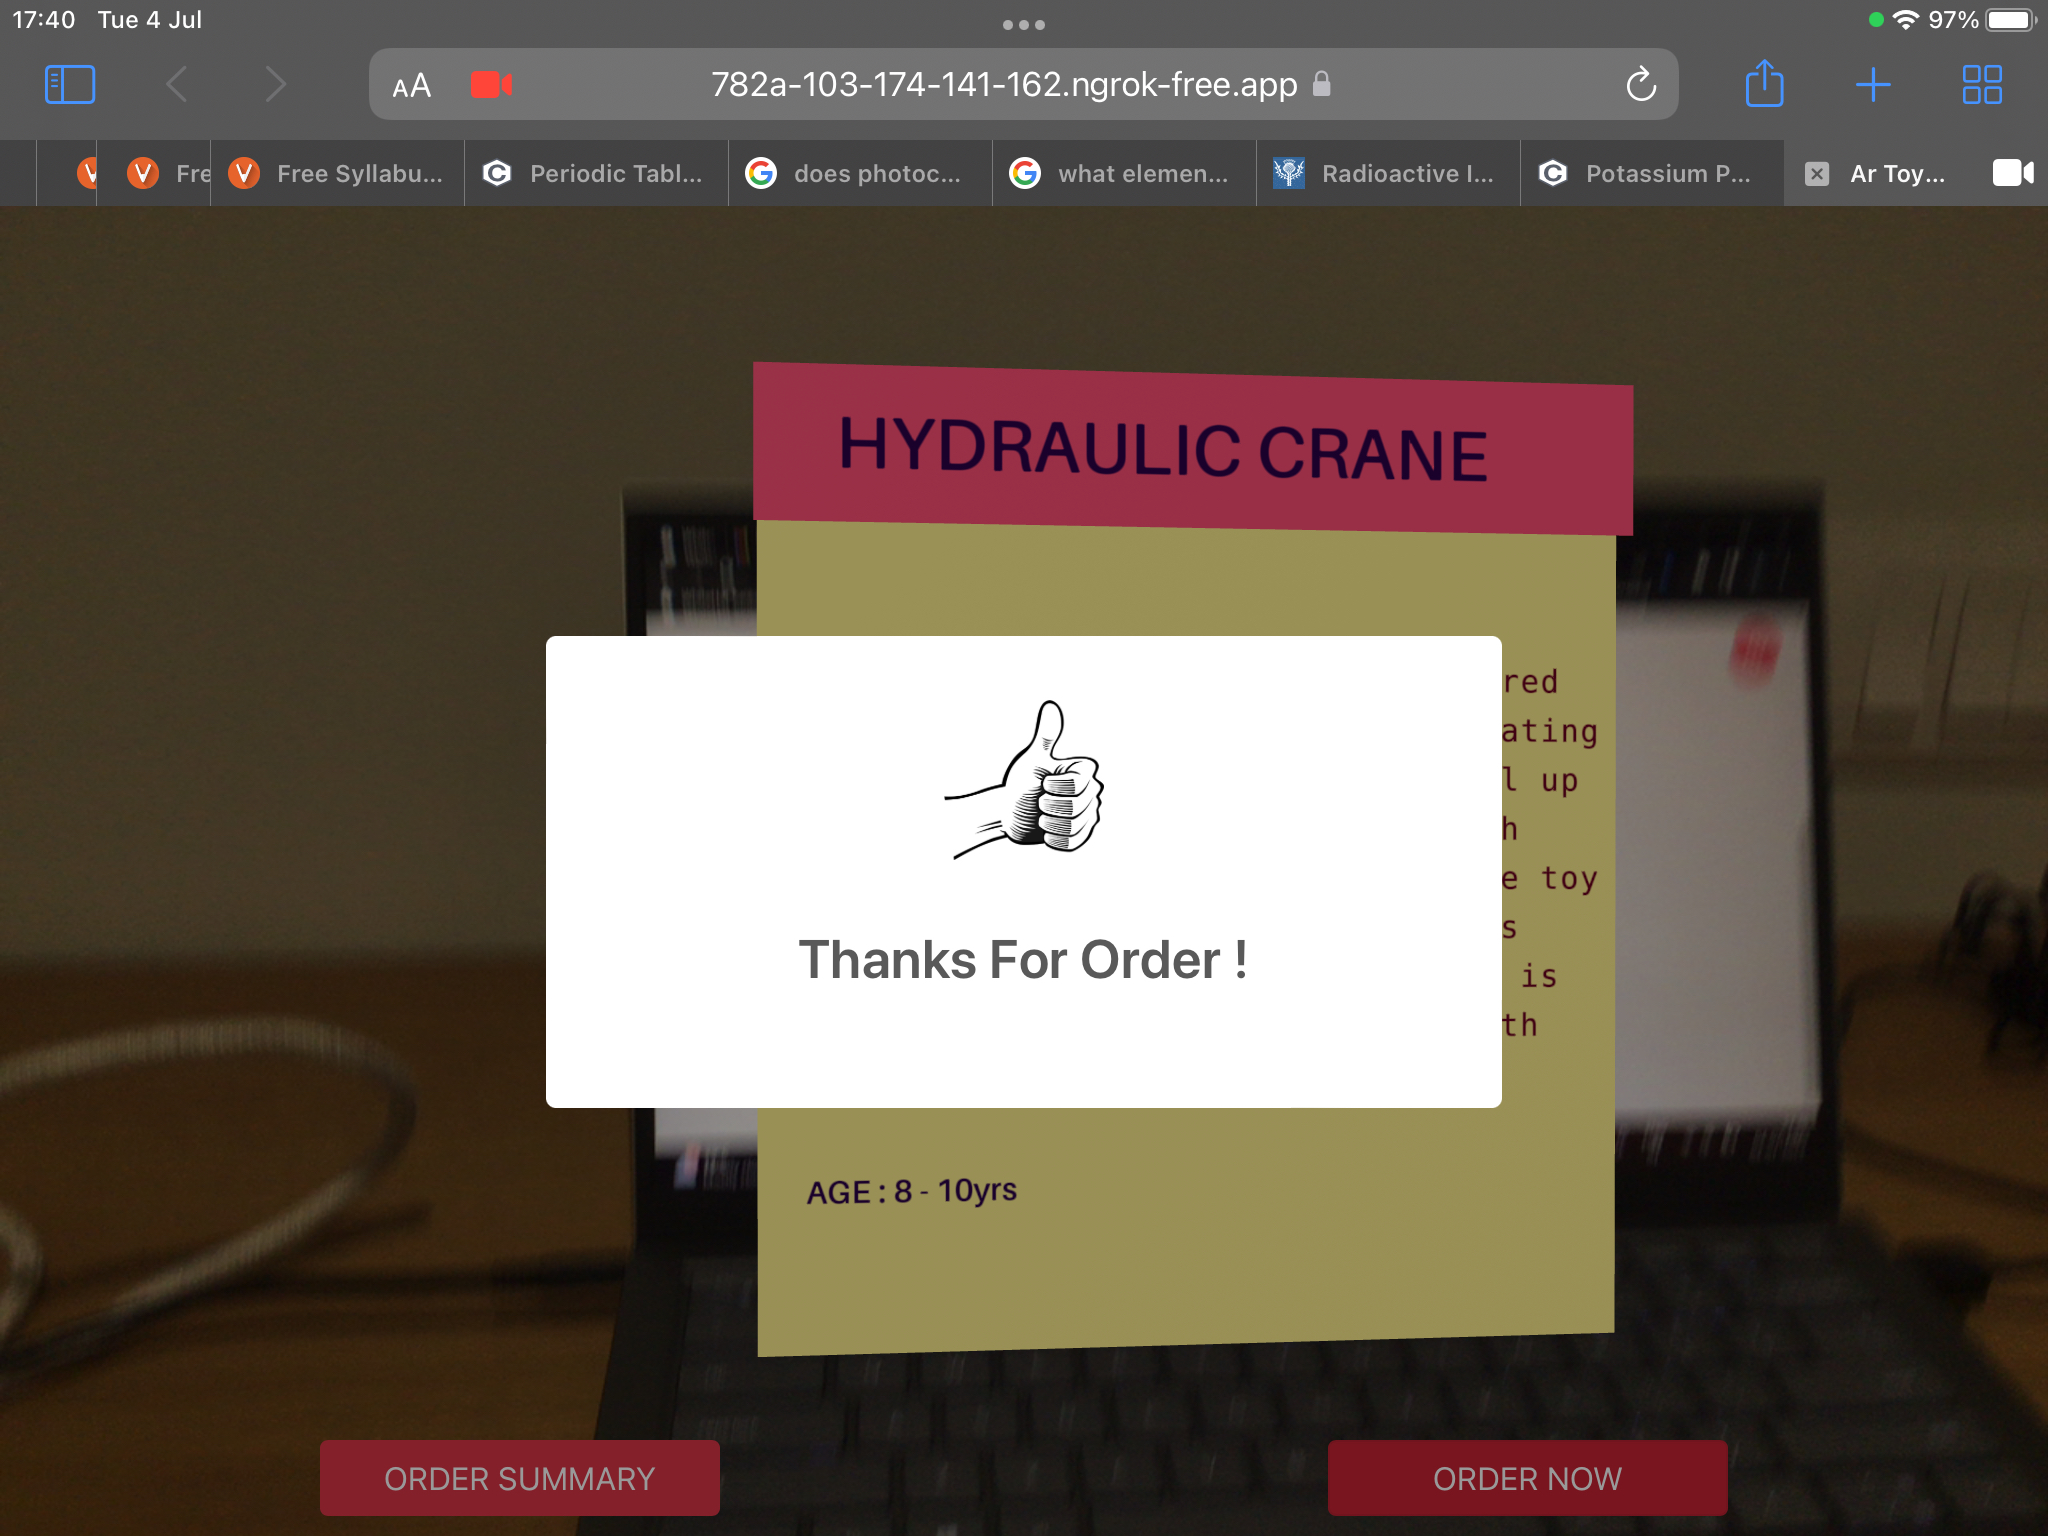 17:40 Tue 4 Jul
97%
AA
782a-103-174-141-162.ngrok-free.app
Fre
Free Syllabu...
Periodic Tabl...
does photoc...
what elemen...
Radioactive I...
Potassium P...
Ar Toy...
HYDRAULIC CRANE
red
ating
l up
h
e toy
s
is
th
Thanks For Order !
AGE : 8 - 10yrs
ORDER SUMMARY
ORDER NOW